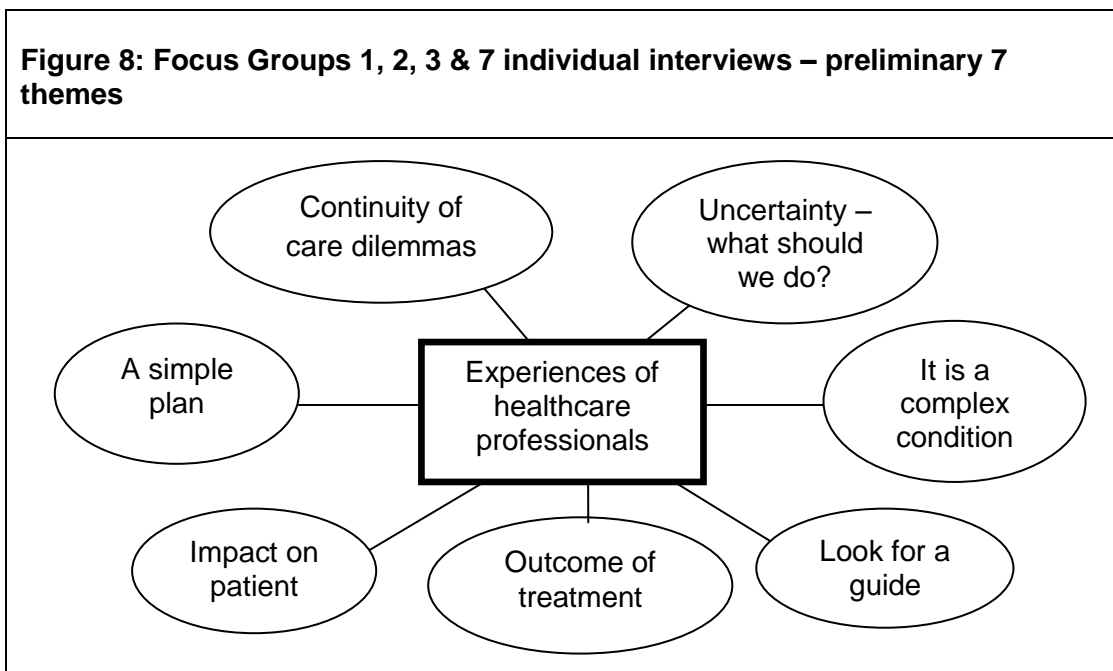 Figure 8: Focus Groups 1, 2, 3 & 7 individual interviews – preliminary 7
themes
Continuity of
care dilemmas
Uncertainty –
what should
we do?
A simple
plan
Experiences of
healthcare
professionals
It is a
complex
condition
Impact on
patient
Outcome of
treatment
Look for a
guide